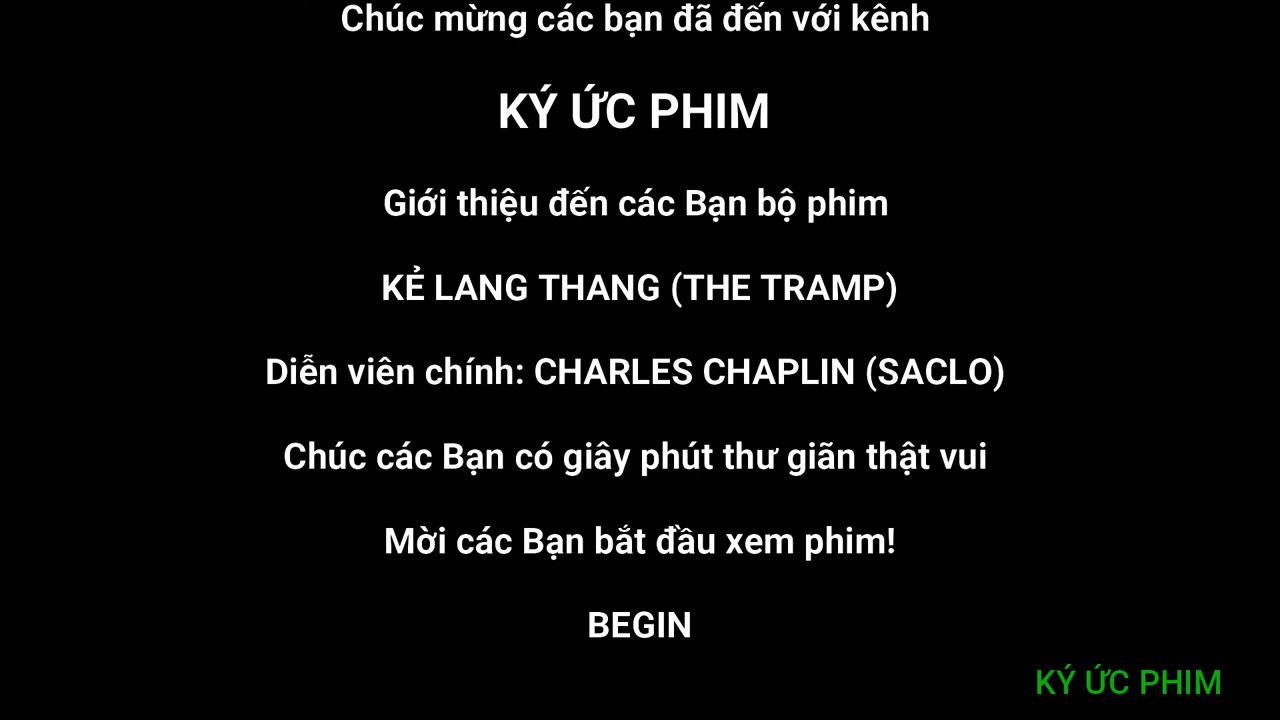 Chúc mừng các bạn đã đến với kênh
KÝ ỨC PHIM
Giới thiệu đến các Bạn bộ phim
KẺ LANG THANG (THE TRAMP)
Diễn viên chính: CHARLES CHAPLIN (SACLO)
Chúc các Bạn có giây phút thư giãn thật vui
Mời các Bạn bắt đầu xem phim!
BEGIN
KÝ ỨC PHIM